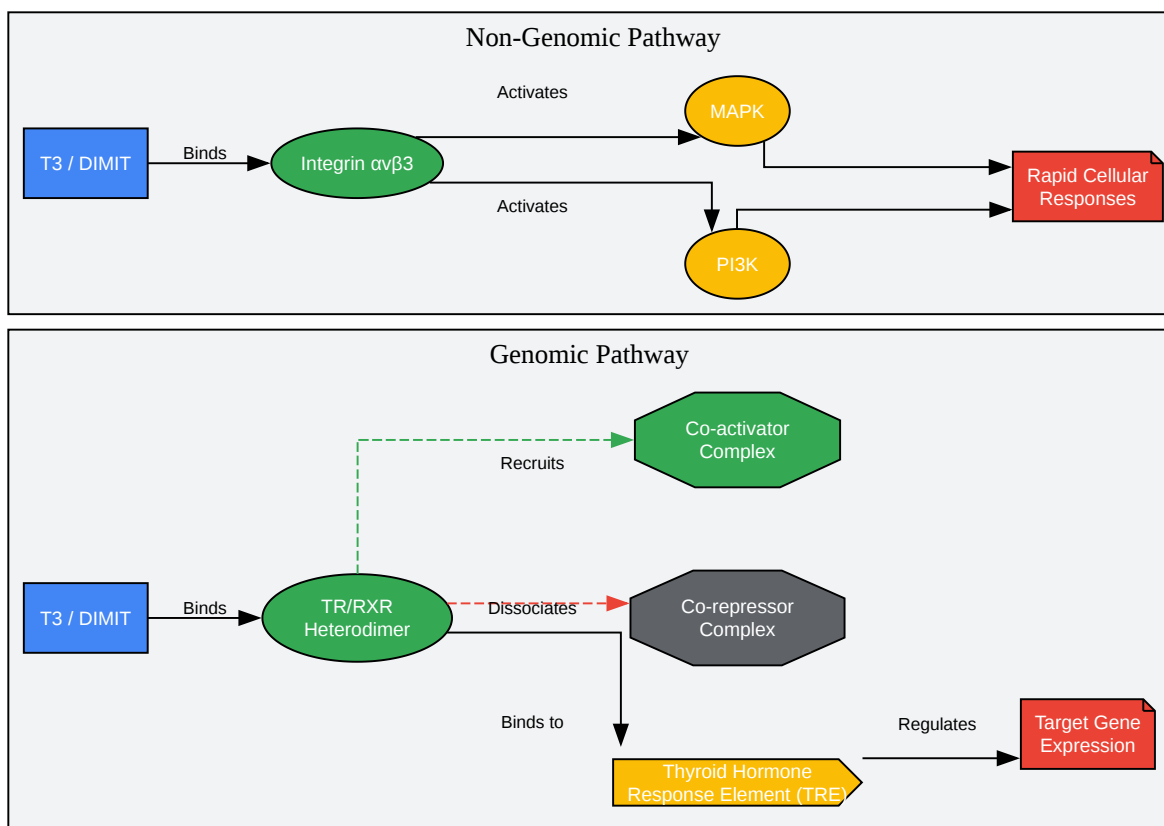 Non-Genomic Pathway
Activates
MAPK
T3 / DIMIT
Binds
Integrin αvβ3
Rapid Cellular
Responses
Activates
PI3K
Genomic Pathway
Co-activator
Complex
Recruits
T3 / DIMIT
Binds
TR/RXR
Heterodimer
Dissociates
Co-repressor
Complex
Binds to
Regulates
Target Gene
Expression
Thyroid Hormone
Response Element (TRE)